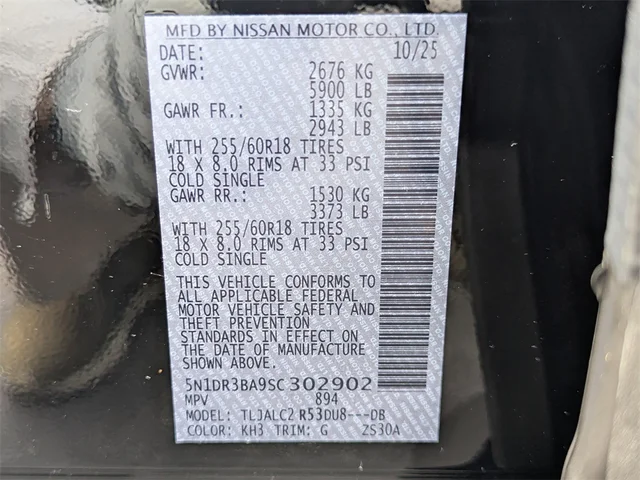 MFD BY NISSAN MOTOR CO., LTD.
DATE: 10/25
GVWR: 2676 KG
5900 LB
GAWR FR.: 1335 KG
2943 LB
WITH 255/60R18 TIRES
18 X 8.0 RIMS AT 33 PSI
COLD SINGLE
GAWR RR.: 1530 KG
3373 LB
WITH 255/60R18 TIRES
18 X 8.0 RIMS AT 33 PSI
COLD SINGLE
THIS VEHICLE CONFORMS TO
ALL APPLICABLE FEDERAL
MOTOR VEHICLE SAFETY AND
THEFT PREVENTION
STANDARDS IN EFFECT ON
THE DATE OF MANUFACTURE
SHOWN ABOVE.
5N1DR3BA9SC302902
MPV 894
MODEL: TLJALC2 R53DU8---DB
COLOR: KH3 TRIM: G ZS30A